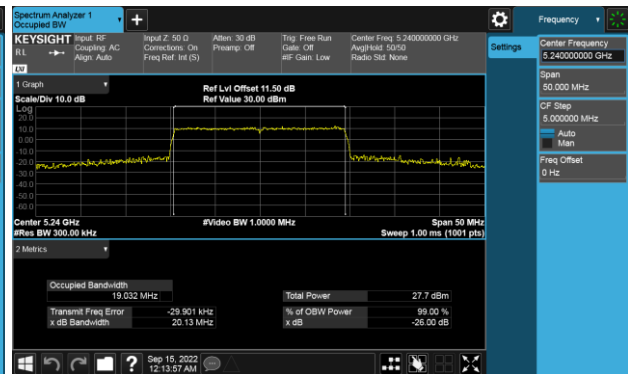 Spectrum Analyzer 1
Occupied BW
Frequency
KEYSIGHT
RL
Input: RF
Coupling: AC
Align: Auto
Input Z: 50 Ω
Corrections: On
Freq Ref: Int (S)
Atten: 30 dB
Preamp: Off
Trig: Free Run
Gate: Off
#IF Gain: Low
Center Freq: 5.240000000 GHz
Avg|Hold: 50/50
Radio Std: None
LXI
Settings
Center Frequency
5.240000000 GHz
Span
50.000 MHz
CF Step
5.000000 MHz
Auto
Man
Freq Offset
0 Hz
1 Graph
Scale/Div 10.0 dB
Ref Lvl Offset 11.50 dB
Ref Value 30.00 dBm
Log
20.0
10.0
0.00
-10.0
-20.0
-30.0
-40.0
-50.0
-60.0
Center 5.24 GHz
#Video BW 1.0000 MHz
Span 50 MHz
#Res BW 300.00 kHz
Sweep 1.00 ms (1001 pts)
2 Metrics
Occupied Bandwidth
19.032 MHz
Total Power 27.7 dBm
Transmit Freq Error -29.901 kHz
% of OBW Power 99.00 %
x dB Bandwidth 20.13 MHz
x dB -26.00 dB
?
Sep 15, 2022
12:13:57 AM